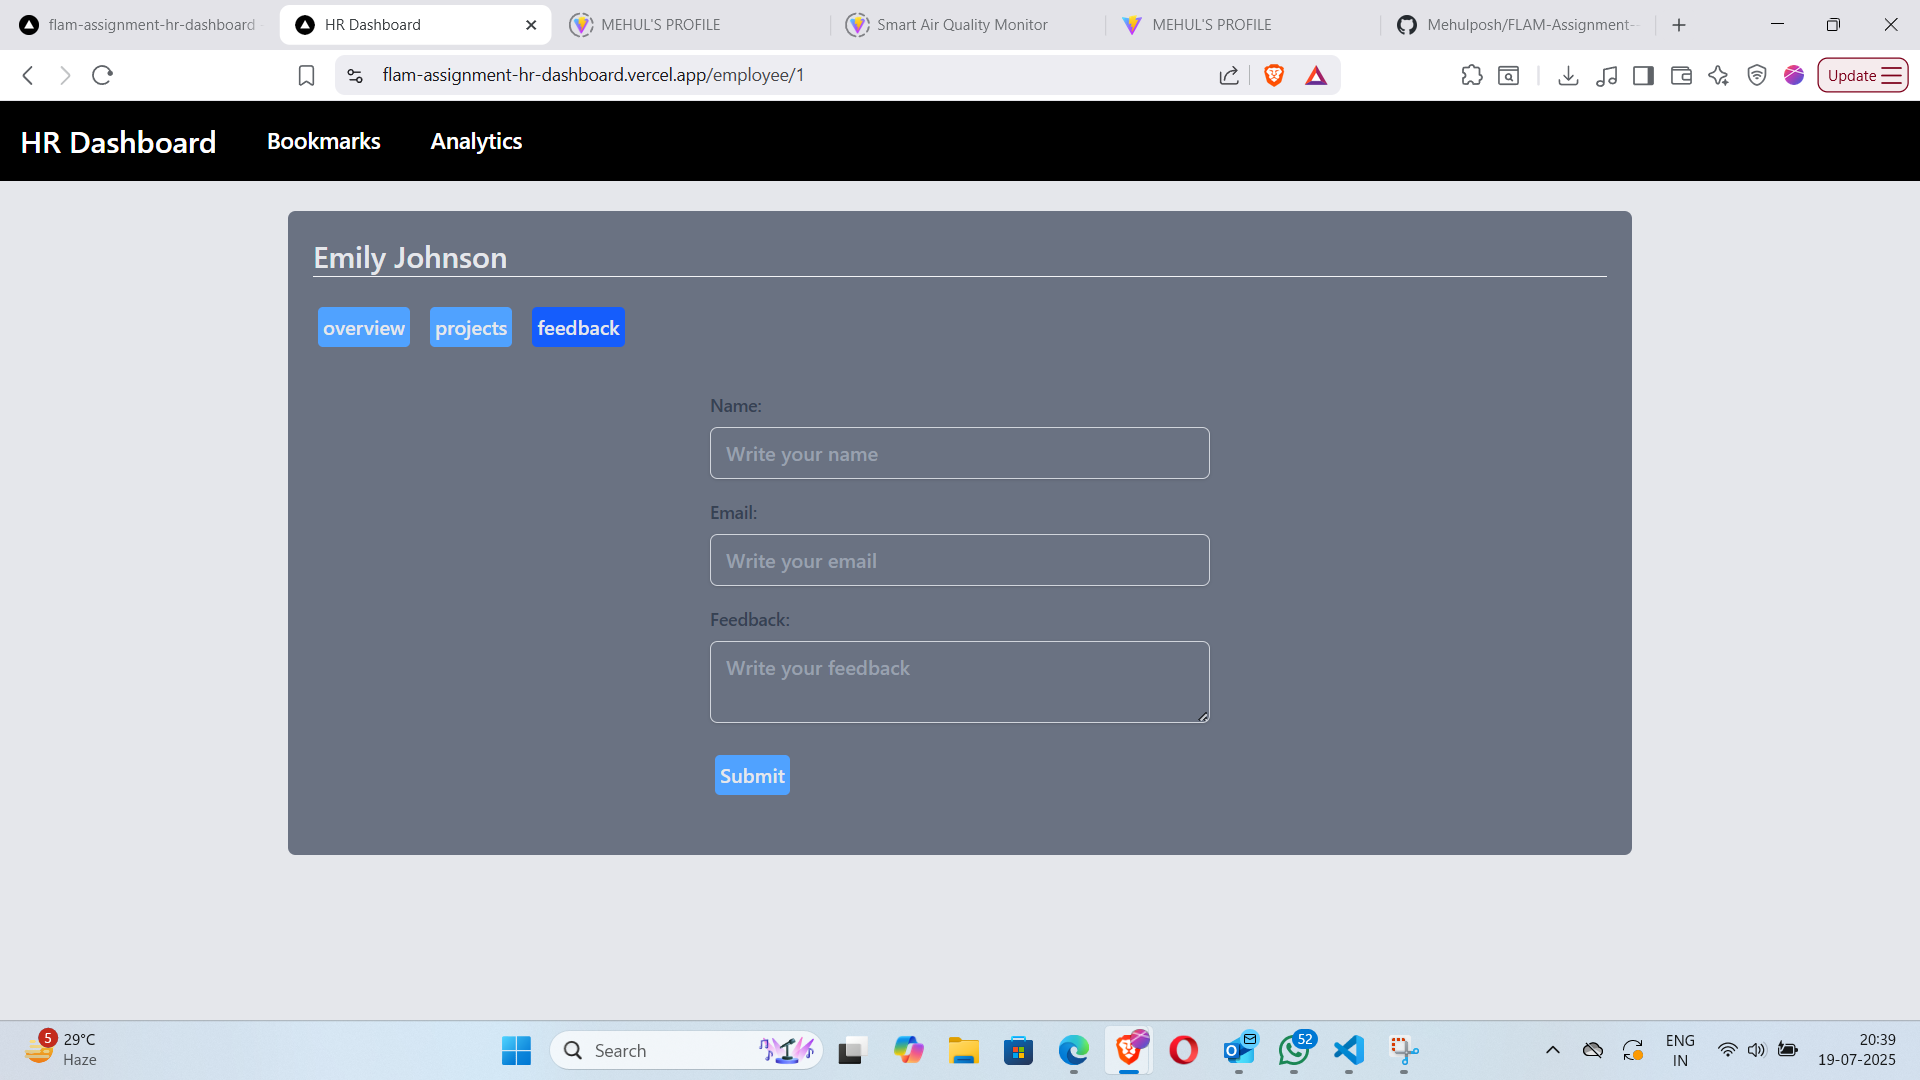 flam-assignment-hr-dashboard
HR Dashboard
MEHUL'S PROFILE
Smart Air Quality Monitor
MEHUL'S PROFILE
Mehulposh/FLAM-Assignment-
flam-assignment-hr-dashboard.vercel.app/employee/1
Update
HR Dashboard
Bookmarks
Analytics
Emily Johnson
overview
projects
feedback
Name:
Write your name
Email:
Write your email
Feedback:
Write your feedback
Submit
5
29°C
Haze
Search
52
ENG
IN
20:39
19-07-2025